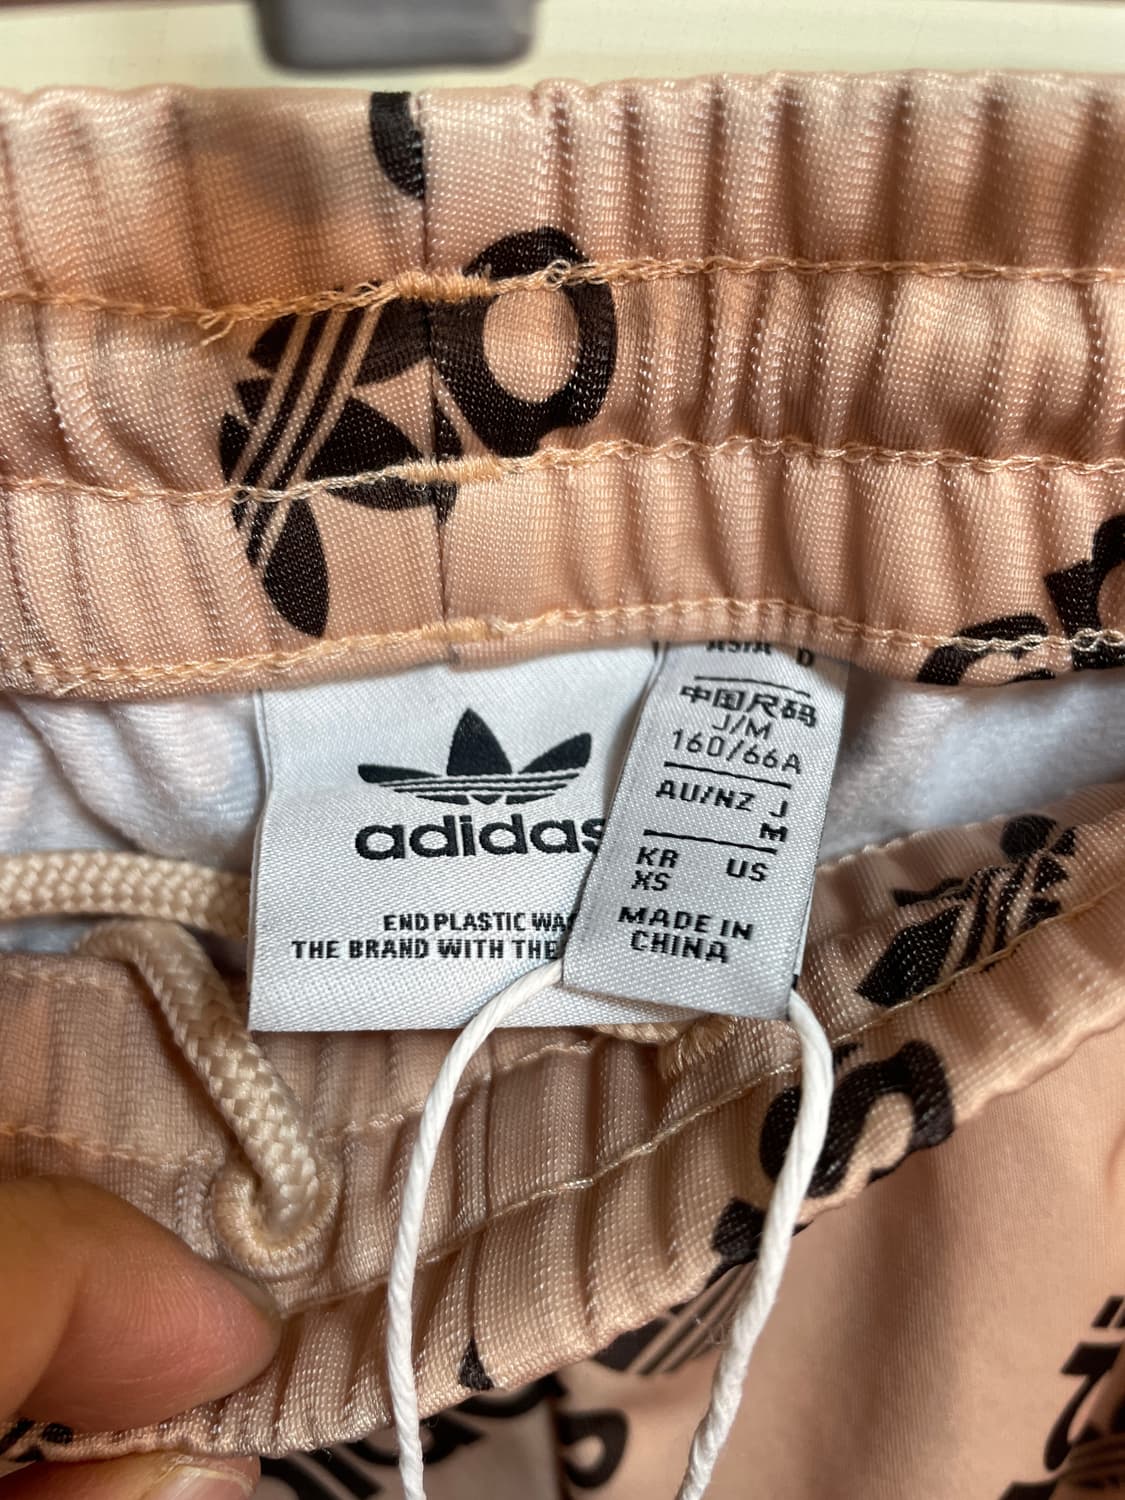 adidas
END PLASTIC
THE BRAND WITH THE
ASIA D
中国尺码
J/M
160/66A
AU/NZ J
M
KR US
XS
MADE IN
CHINA